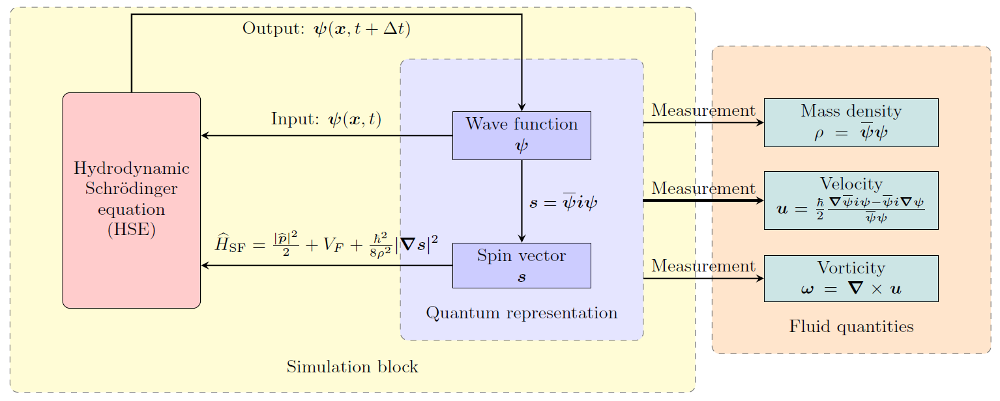 Output: 𝝍(𝒙, t + Δt)
Input: 𝝍(𝒙, t)
Hydrodynamic
Schrödinger
equation
(HSE)
Ĥ_SF = |𝒑̂|²/2 + V_F + ħ²/8ρ² |𝛁𝒔|²
Wave function
𝝍
𝒔 = 𝝍̅𝒊𝝍
Spin vector
𝒔
Quantum representation
Simulation block
Measurement
Measurement
Measurement
Mass density
ρ = 𝝍̅𝝍
Velocity
𝒖 = ħ/2 (𝛁𝝍̅𝒊𝝍−𝝍̅𝒊𝛁𝝍)/(𝝍̅𝝍)
Vorticity
𝝎 = 𝛁 × 𝒖
Fluid quantities